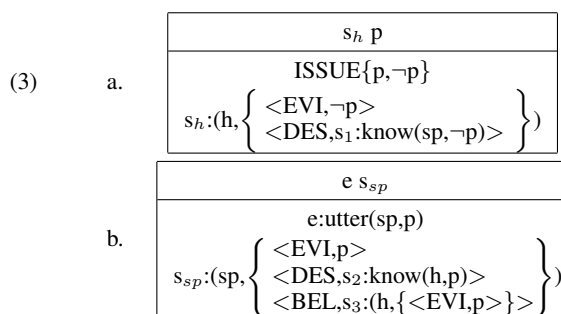 (3) a.
s_h p
ISSUE{p,¬p}
s_h:(h,{ <EVI,¬p>
<DES,s_1:know(sp,¬p)> })
b.
e s_sp
e:utter(sp,p)
s_sp:(sp,{ <EVI,p>
<DES,s_2:know(h,p)>
<BEL,s_3:(h,{<EVI,p>}> })